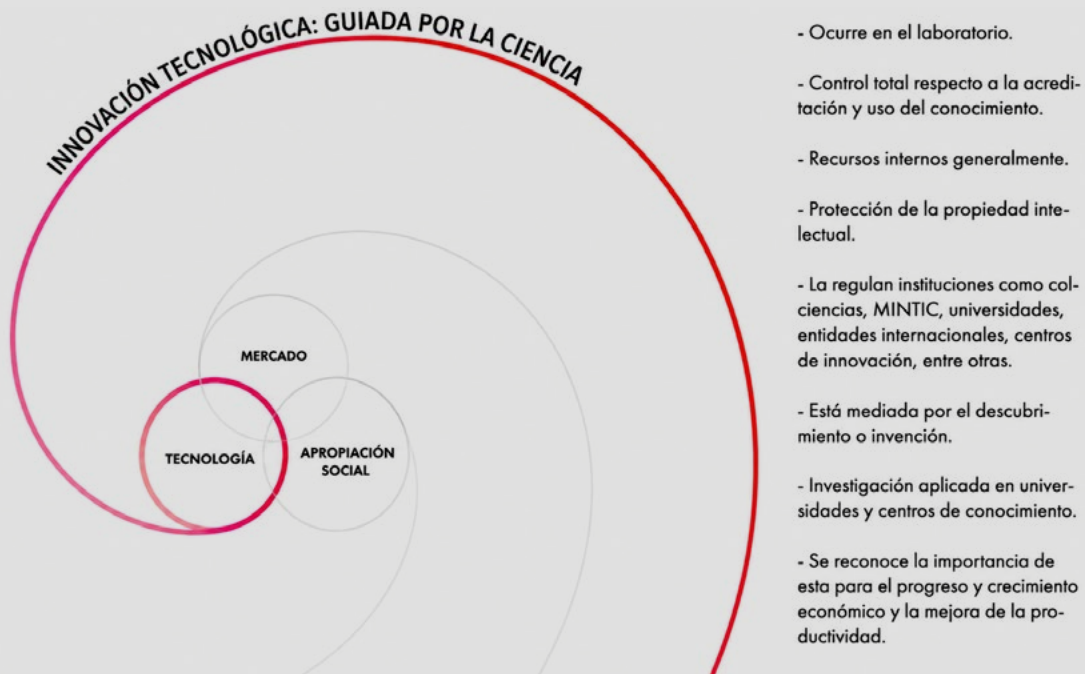 INNOVACIÓN TECNOLÓGICA: GUIADA POR LA CIENCIA
MERCADO
TECNOLOGÍA
APROPIACIÓN
SOCIAL
- Ocurre en el laboratorio.
- Control total respecto a la acredi-
tación y uso del conocimiento.
- Recursos internos generalmente.
- Protección de la propiedad inte-
lectual.
- La regulan instituciones como col-
ciencias, MINTIC, universidades,
entidades internacionales, centros
de innovación, entre otras.
- Está mediada por el descubri-
miento o invención.
- Investigación aplicada en univer-
sidades y centros de conocimiento.
- Se reconoce la importancia de
esta para el progreso y crecimiento
económico y la mejora de la pro-
ductividad.